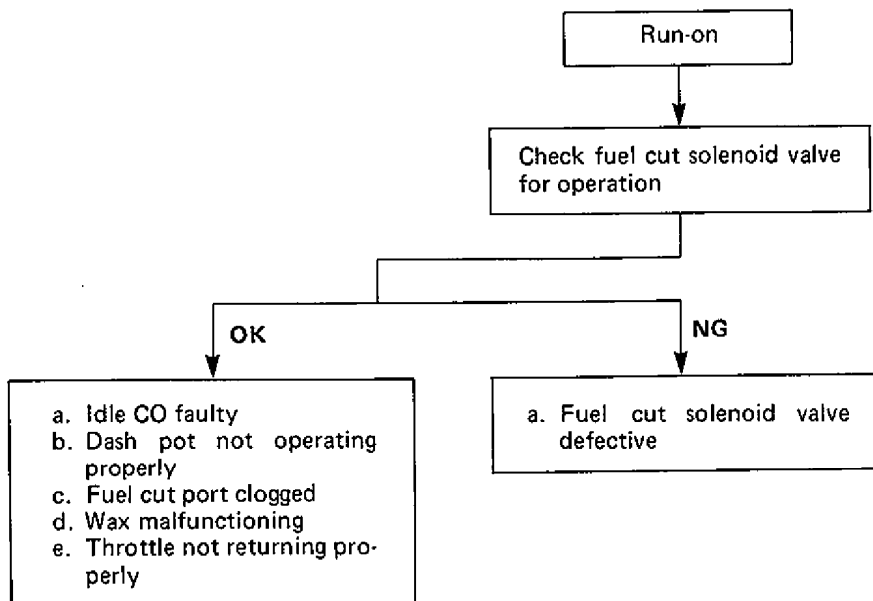 Run-on
Check fuel cut solenoid valve
for operation
OK
NG
a. Idle CO faulty
b. Dash pot not operating
properly
c. Fuel cut port clogged
d. Wax malfunctioning
e. Throttle not returning pro-
perly
a. Fuel cut solenoid valve
defective